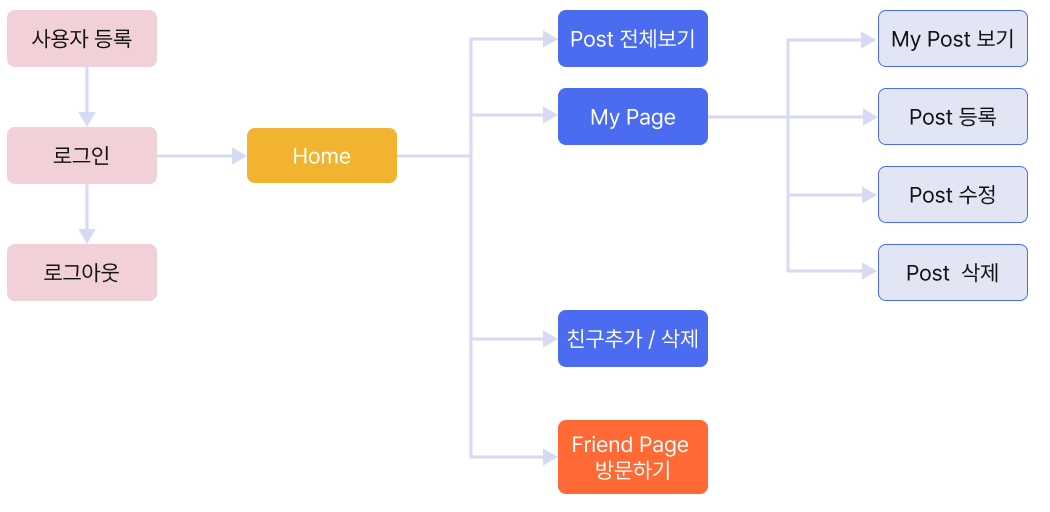 사용자 등록
로그인
로그아웃
Home
Post 전체보기
My Page
친구추가 / 삭제
Friend Page
방문하기
My Post 보기
Post 등록
Post 수정
Post 삭제